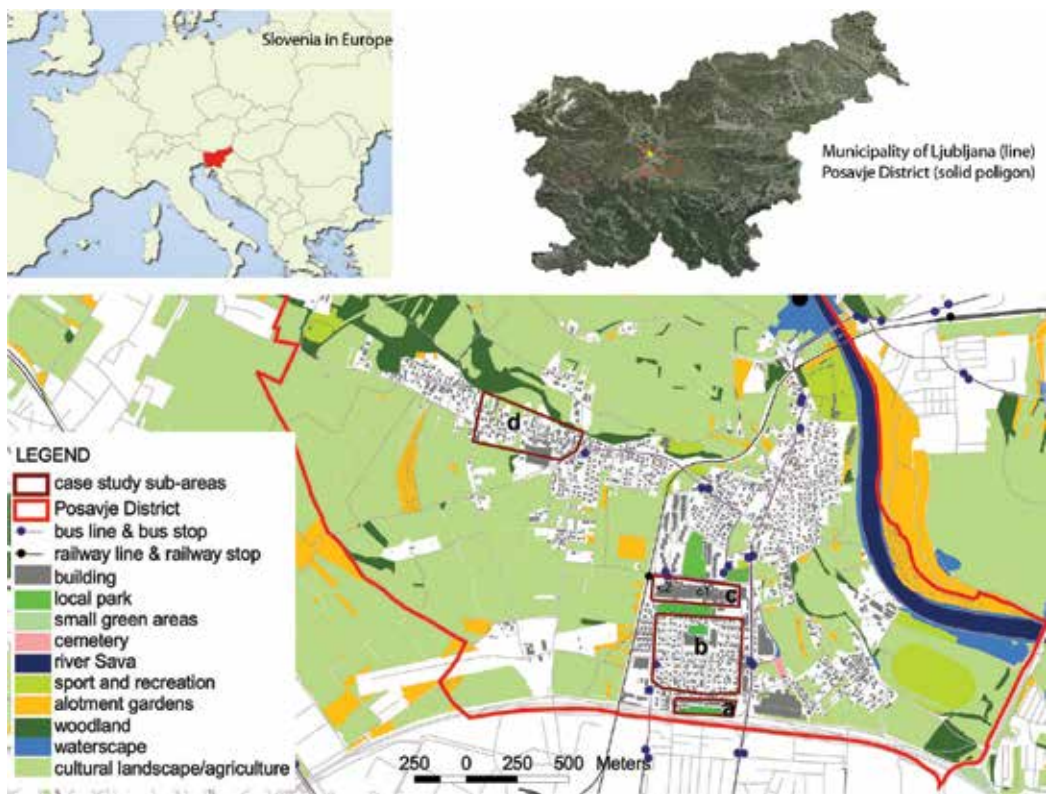 Slovenia in Europe
Municipality of Ljubljana (line)
Posavje District (solid poligon)
d
c2 c1 c
b
a
LEGEND
case study sub-areas
Posavje District
bus line & bus stop
railway line & railway stop
building
local park
small green areas
cemetery
river Sava
sport and recreation
alotment gardens
woodland
waterscape
cultural landscape/agriculture
250 0 250 500 Meters